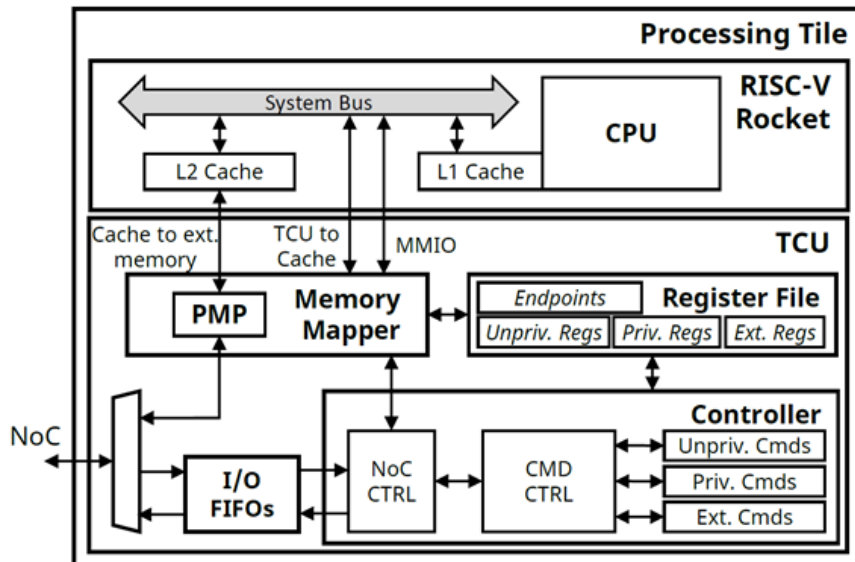 Processing Tile
RISC-V
Rocket
System Bus
CPU
L2 Cache
L1 Cache
Cache to ext.
memory
TCU to
Cache
MMIO
TCU
PMP
Memory
Mapper
Register File
Endpoints
Unpriv. Regs
Priv. Regs
Ext. Regs
Controller
NoC
I/O
FIFOs
NoC
CTRL
CMD
CTRL
Unpriv. Cmds
Priv. Cmds
Ext. Cmds